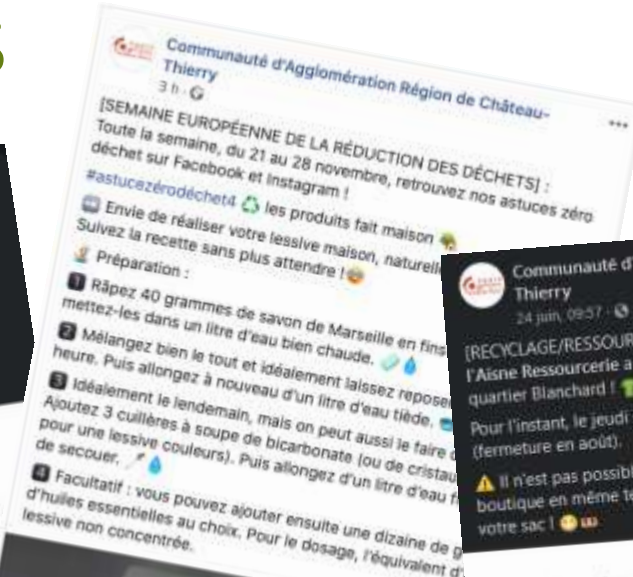 Communauté d'Agglomération Région de Château-
Thierry
3 h ·
[SEMAINE EUROPÉENNE DE LA RÉDUCTION DES DÉCHETS] :
Toute la semaine, du 21 au 28 novembre, retrouvez nos astuces zéro
déchet sur Facebook et Instagram !
#astucezérodéchet4 ♻️ les produits fait maison
Envie de réaliser votre lessive maison, naturelle
Suivez la recette sans plus attendre !
Préparation :
1 Râpez 40 grammes de savon de Marseille en fins
mettez-les dans un litre d'eau bien chaude.
2 Mélangez bien le tout et idéalement laissez reposer
heure. Puis allongez à nouveau d'un litre d'eau tiède.
3 Idéalement le lendemain, mais on peut aussi le faire
Ajoutez 3 cuillères à soupe de bicarbonate (ou de cristau
pour une lessive couleurs). Puis allongez d'un litre d'eau f
de secouer.
4 Facultatif : vous pouvez ajouter ensuite une dizaine de g
d'huiles essentielles au choix. Pour le dosage, l'équivalent d'
lessive non concentrée.
Communauté d'
Thierry
24 juin, 09:57 ·
[RECYCLAGE/RESSOUR
l'Aisne Ressourcerie a
quartier Blanchard !
Pour l'instant, le jeudi
(fermeture en août).
⚠️ Il n'est pas possibl
boutique en même te
votre sac !